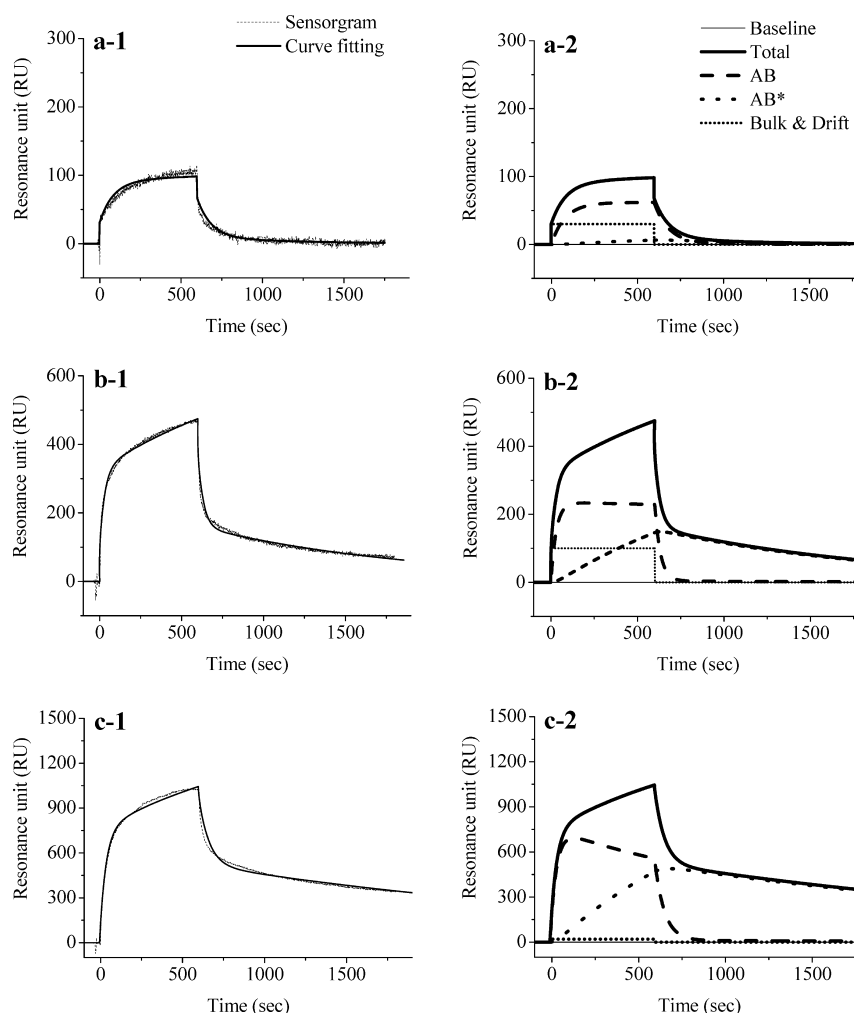 a-1
Sensorgram
Curve fitting
300
200
100
0
0
500
1000
1500
Resonance unit (RU)
Time (sec)
a-2
Baseline
Total
AB
AB*
Bulk & Drift
300
200
100
0
0
500
1000
1500
Resonance unit (RU)
Time (sec)
b-1
600
400
200
0
0
500
1000
1500
Resonance unit (RU)
Time (sec)
b-2
600
400
200
0
0
500
1000
1500
Resonance unit (RU)
Time (sec)
c-1
1500
1200
900
600
300
0
0
500
1000
1500
Resonance unit (RU)
Time (sec)
c-2
1500
1200
900
600
300
0
0
500
1000
1500
Resonance unit (RU)
Time (sec)